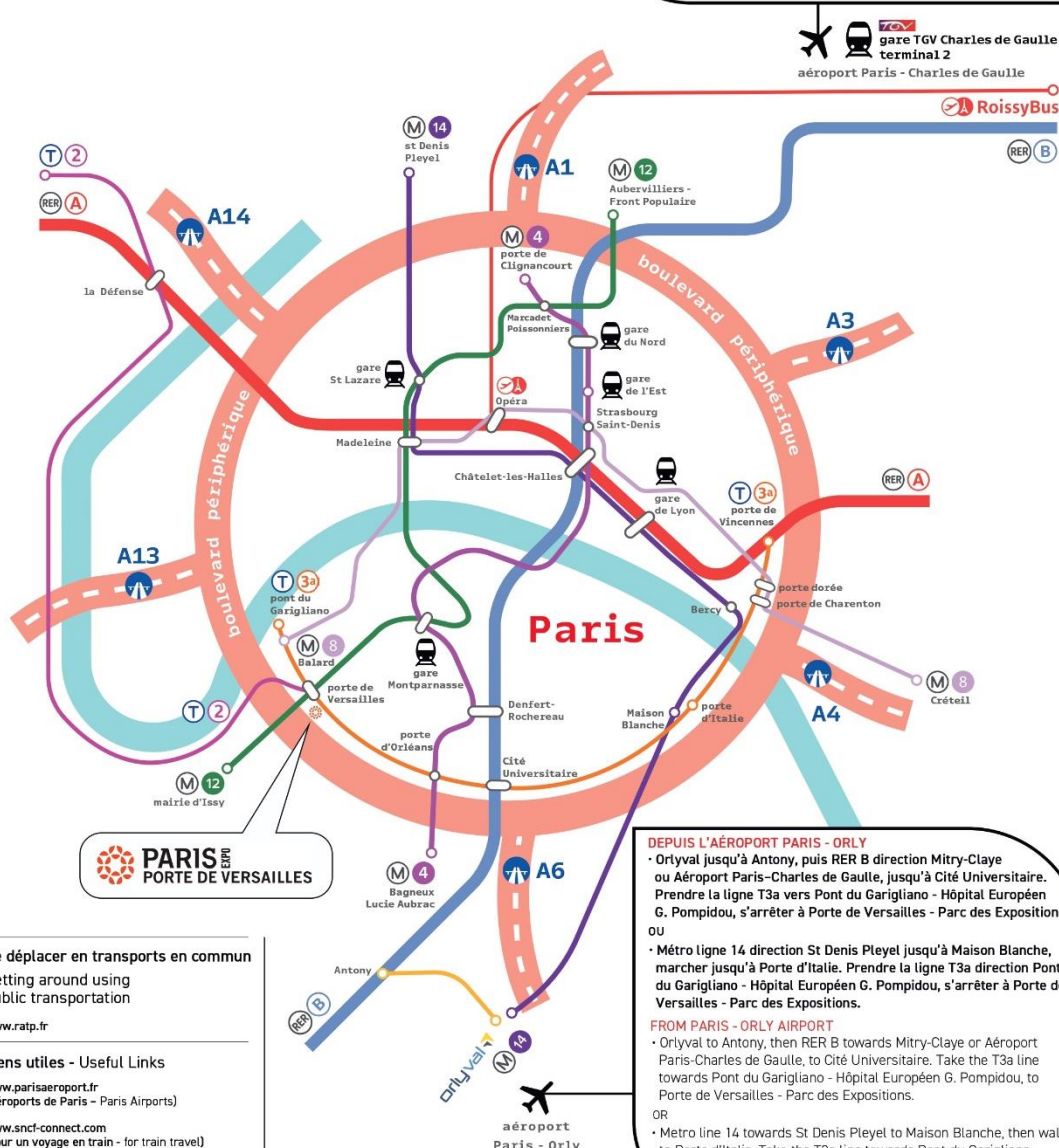 TGV
gare TGV Charles de Gaulle
terminal 2
aéroport Paris - Charles de Gaulle
RoissyBus
RER B
M 14
st Denis
Pleyel
A1
M 12
Aubervilliers -
Front Populaire
T 2
RER A
A14
M 4
porte de
Clignancourt
boulevard périphérique
la Défense
Marcadet
Poissonniers
gare
du Nord
A3
gare
St Lazare
gare
de l'Est
Opéra
Strasbourg
Saint-Denis
Madeleine
boulevard périphérique
Châtelet-les-Halles
gare
de Lyon
T 3a
porte de
Vincennes
RER A
A13
T 3a
pont du
Garigliano
porte dorée
porte de Charenton
Bercy
Paris
M 8
Balard
gare
Montparnasse
porte de
Versailles
M 8
Créteil
T 2
Denfert-
Rochereau
Maison
Blanche
porte
d'Italie
A4
porte
d'Orléans
Cité
Universitaire
M 12
mairie d'Issy
PARIS EXPO
PORTE DE VERSAILLES
M 4
Bagneux
Lucie Aubrac
A6
Antony
RER B
orlyval
M 14
aéroport
Paris - Orly
DEPUIS L'AÉROPORT PARIS - ORLY
• Orlyval jusqu'à Antony, puis RER B direction Mitry-Claye
ou Aéroport Paris–Charles de Gaulle, jusqu'à Cité Universitaire.
Prendre la ligne T3a vers Pont du Garigliano - Hôpital Européen
G. Pompidou, s'arrêter à Porte de Versailles - Parc des Exposition
OU
• Métro ligne 14 direction St Denis Pleyel jusqu'à Maison Blanche,
marcher jusqu'à Porte d'Italie. Prendre la ligne T3a direction Pont
du Garigliano - Hôpital Européen G. Pompidou, s'arrêter à Porte de
Versailles - Parc des Expositions.
FROM PARIS - ORLY AIRPORT
• Orlyval to Antony, then RER B towards Mitry-Claye or Aéroport
Paris-Charles de Gaulle, to Cité Universitaire. Take the T3a line
towards Pont du Garigliano - Hôpital Européen G. Pompidou, to
Porte de Versailles - Parc des Expositions.
OR
• Metro line 14 towards St Denis Pleyel to Maison Blanche, then wal
to Porte d'Italie. Take the T3a line towards Pont du Garigliano
e déplacer en transports en commun
etting around using
ublic transportation
ww.ratp.fr
ens utiles - Useful Links
ww.parisaeroport.fr
éroports de Paris – Paris Airports)
ww.sncf-connect.com
our un voyage en train - for train travel)